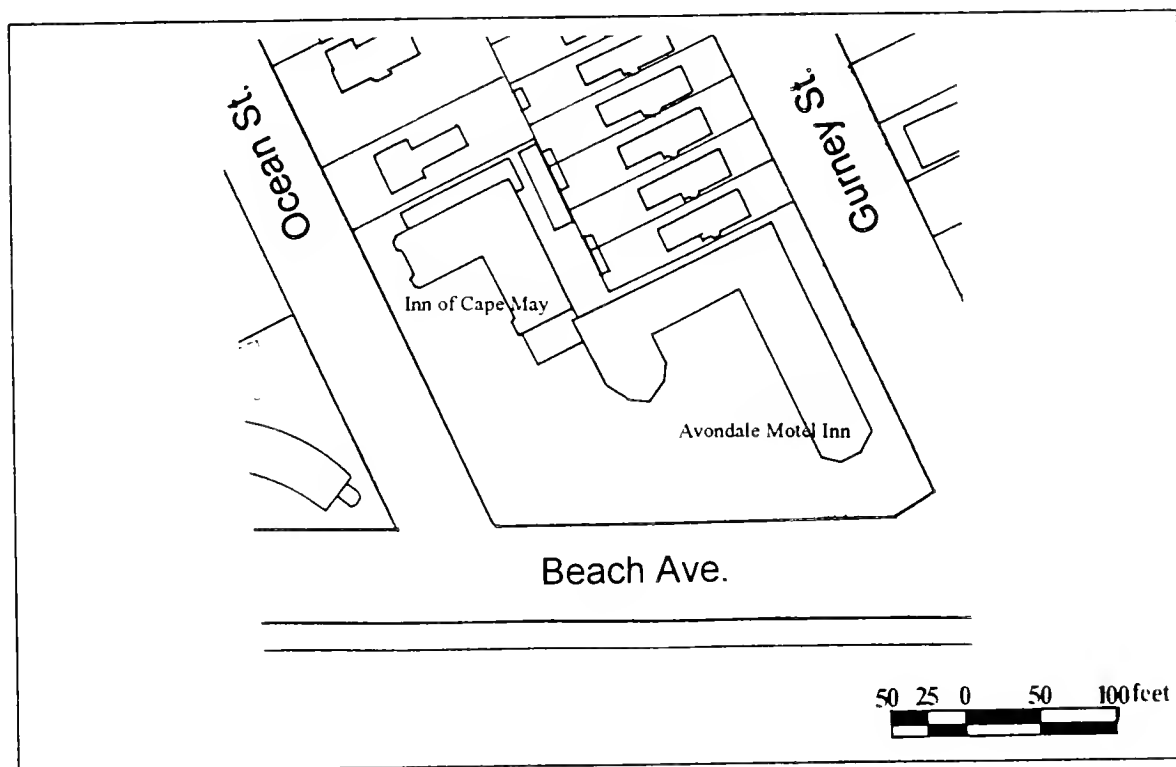 Ocean St.
Gurney St.
Inn of Cape May
Avondale Motel Inn
Beach Ave.
50 25 0 50 100 feet